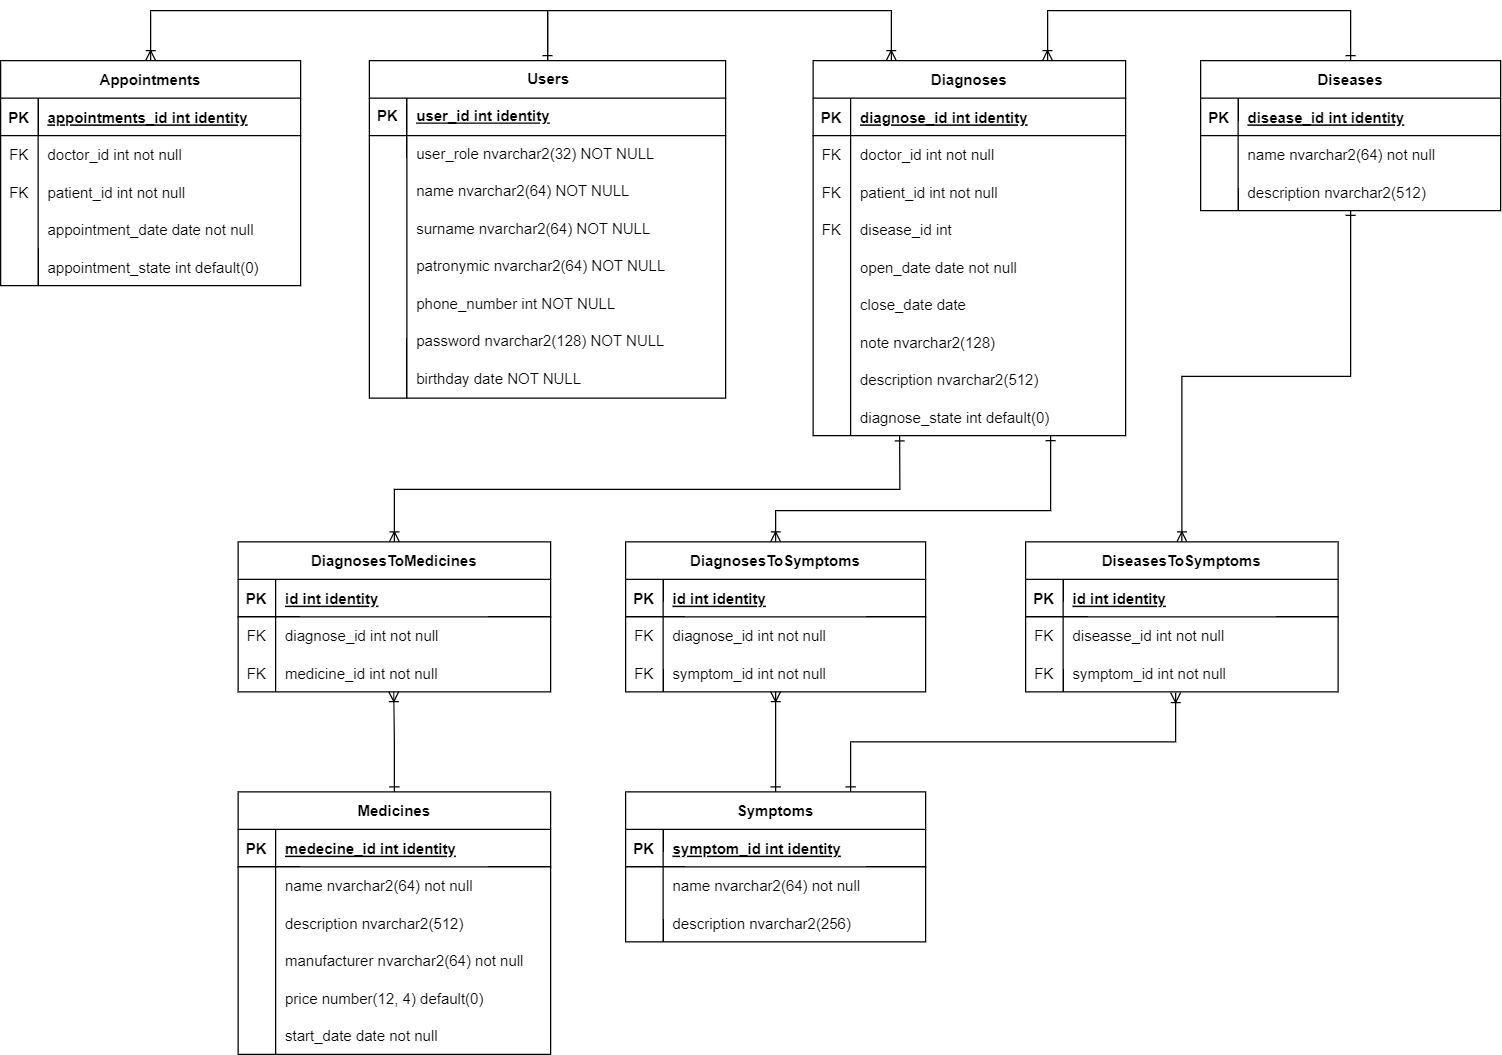 Appointments
PK appointments_id int identity
FK doctor_id int not null
FK patient_id int not null
appointment_date date not null
appointment_state int default(0)
Users
PK user_id int identity
user_role nvarchar2(32) NOT NULL
name nvarchar2(64) NOT NULL
surname nvarchar2(64) NOT NULL
patronymic nvarchar2(64) NOT NULL
phone_number int NOT NULL
password nvarchar2(128) NOT NULL
birthday date NOT NULL
Diagnoses
PK diagnose_id int identity
FK doctor_id int not null
FK patient_id int not null
FK disease_id int
open_date date not null
close_date date
note nvarchar2(128)
description nvarchar2(512)
diagnose_state int default(0)
Diseases
PK disease_id int identity
name nvarchar2(64) not null
description nvarchar2(512)
DiagnosesToMedicines
PK id int identity
FK diagnose_id int not null
FK medicine_id int not null
DiagnosesToSymptoms
PK id int identity
FK diagnose_id int not null
FK symptom_id int not null
DiseasesToSymptoms
PK id int identity
FK diseasse_id int not null
FK symptom_id int not null
Medicines
PK medecine_id int identity
name nvarchar2(64) not null
description nvarchar2(512)
manufacturer nvarchar2(64) not null
price number(12, 4) default(0)
start_date date not null
Symptoms
PK symptom_id int identity
name nvarchar2(64) not null
description nvarchar2(256)